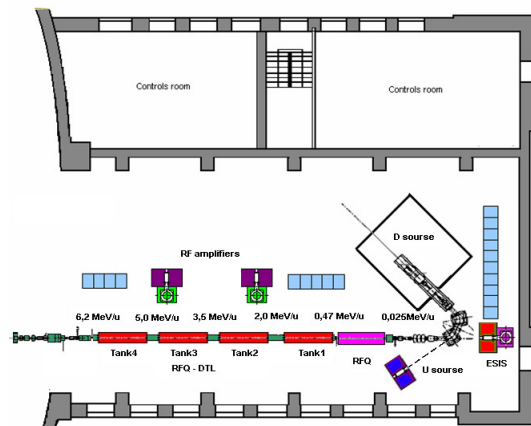 Controls room
Controls room
D sourse
RF amplifiers
6,2 MeV/u
5,0 MeV/u
3,5 MeV/u
2,0 MeV/u
0,47 MeV/u
0,025MeV/u
Tank4
Tank3
Tank2
Tank1
RFQ
U sourse
ESIS
RFQ - DTL